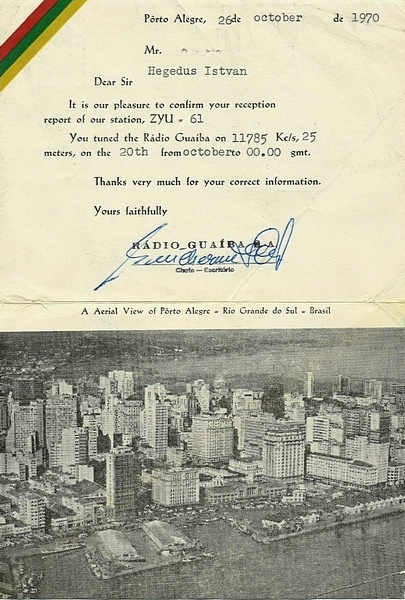 Pôrto Alegre, 26de october de 1970
Mr.
Hegedus Istvan
Dear Sir
It is our pleasure to confirm your reception
report of our station, ZYU - 61
You tuned the Rádio Guaíba on 11785 Kc/s, 25
meters, on the 20th from octoberto 00.00 gmt.
Thanks very much for your correct information.
Yours faithfully
RÁDIO GUAÍBA S.A
Chefe — Escritório
A Aerial View of Pôrto Alegre - Rio Grande do Sul - Brasil